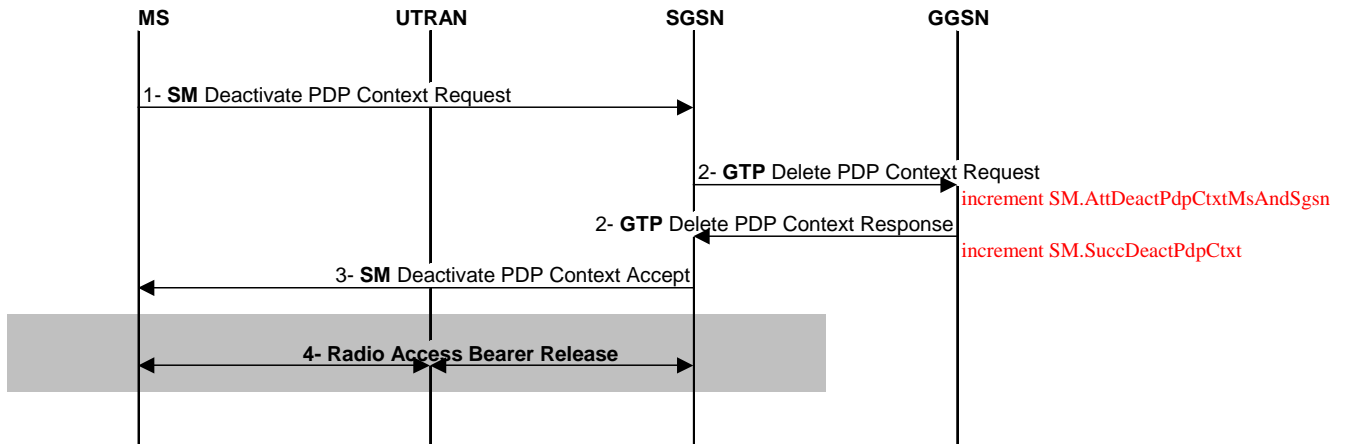 MS UTRAN SGSN GGSN
1- SM Deactivate PDP Context Request
2- GTP Delete PDP Context Request
increment SM.AttDeactPdpCtxtMsAndSgsn
2- GTP Delete PDP Context Response
increment SM.SuccDeactPdpCtxt
3- SM Deactivate PDP Context Accept
4- Radio Access Bearer Release